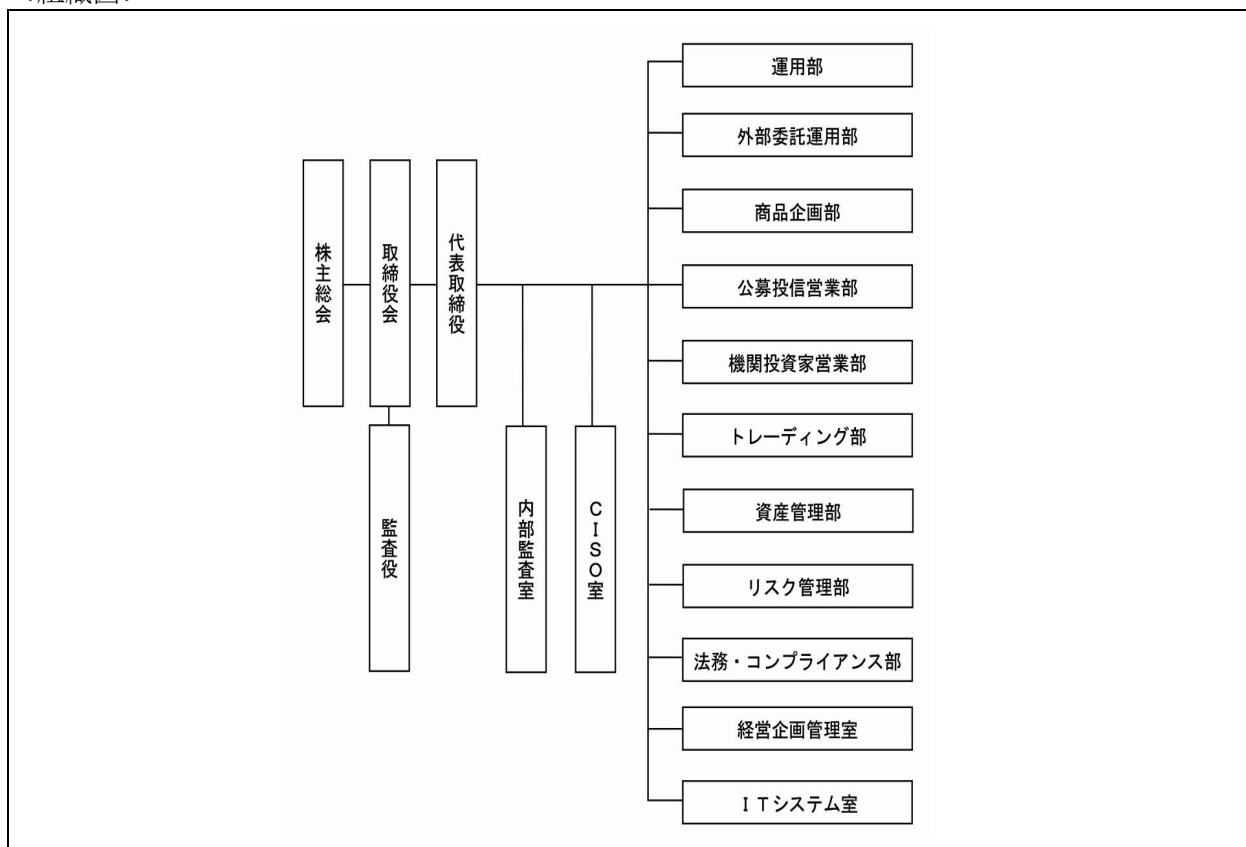 株主総会
取締役会
代表取締役
監査役
内部監査室
CISO室
運用部
外部委託運用部
商品企画部
公募投信営業部
機関投資家営業部
トレーディング部
資産管理部
リスク管理部
法務・コンプライアンス部
経営企画管理室
ITシステム室